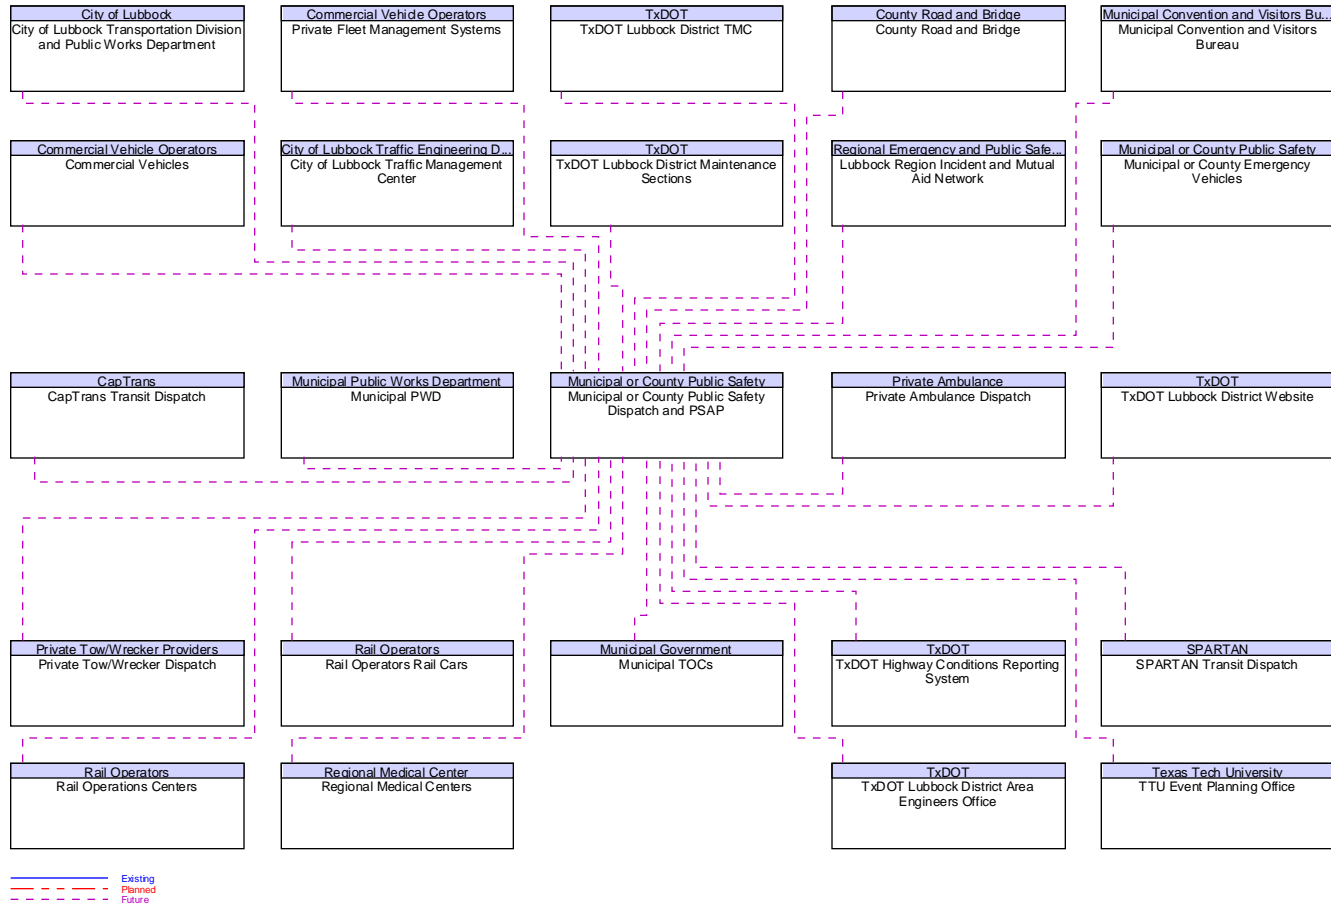 City of Lubbock
City of Lubbock Transportation Division
and Public Works Department
Commercial Vehicle Operators
Private Fleet Management Systems
TxDOT
TxDOT Lubbock District TMC
County Road and Bridge
County Road and Bridge
Municipal Convention and Visitors Bu...
Municipal Convention and Visitors
Bureau
Commercial Vehicle Operators
Commercial Vehicles
City of Lubbock Traffic Engineering D...
City of Lubbock Traffic Management
Center
TxDOT
TxDOT Lubbock District Maintenance
Sections
Regional Emergency and Public Safe...
Lubbock Region Incident and Mutual
Aid Network
Municipal or County Public Safety
Municipal or County Emergency
Vehicles
CapTrans
CapTrans Transit Dispatch
Municipal Public Works Department
Municipal PWD
Municipal or County Public Safety
Municipal or County Public Safety
Dispatch and PSAP
Private Ambulance
Private Ambulance Dispatch
TxDOT
TxDOT Lubbock District Website
Private Tow/Wrecker Providers
Private Tow/Wrecker Dispatch
Rail Operators
Rail Operators Rail Cars
Municipal Government
Municipal TOCs
TxDOT
TxDOT Highway Conditions Reporting
System
SPARTAN
SPARTAN Transit Dispatch
Rail Operators
Rail Operations Centers
Regional Medical Center
Regional Medical Centers
TxDOT
TxDOT Lubbock District Area
Engineers Office
Texas Tech University
TTU Event Planning Office
Existing
Planned
Future